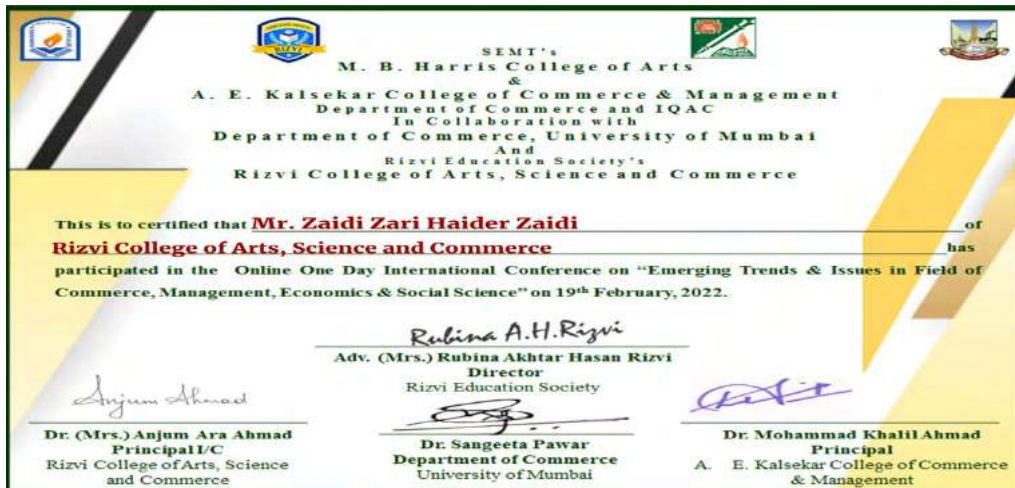 RIZVI
SEMT's
M. B. Harris College of Arts
&
A. E. Kalsekar College of Commerce & Management
Department of Commerce and IQAC
In Collaboration with
Department of Commerce, University of Mumbai
And
Rizvi Education Society's
Rizvi College of Arts, Science and Commerce
This is to certified that Mr. Zaidi Zari Haider Zaidi of
Rizvi College of Arts, Science and Commerce has
participated in the Online One Day International Conference on “Emerging Trends & Issues in Field of
Commerce, Management, Economics & Social Science” on 19th February, 2022.
Rubina A.H.Rizvi
Adv. (Mrs.) Rubina Akhtar Hasan Rizvi
Director
Rizvi Education Society
Anjum Ahmad
Dr. (Mrs.) Anjum Ara Ahmad
Principal I/C
Rizvi College of Arts, Science
and Commerce
Dr. Sangeeta Pawar
Department of Commerce
University of Mumbai
Dr. Mohammad Khalil Ahmad
Principal
A. E. Kalsekar College of Commerce
& Management